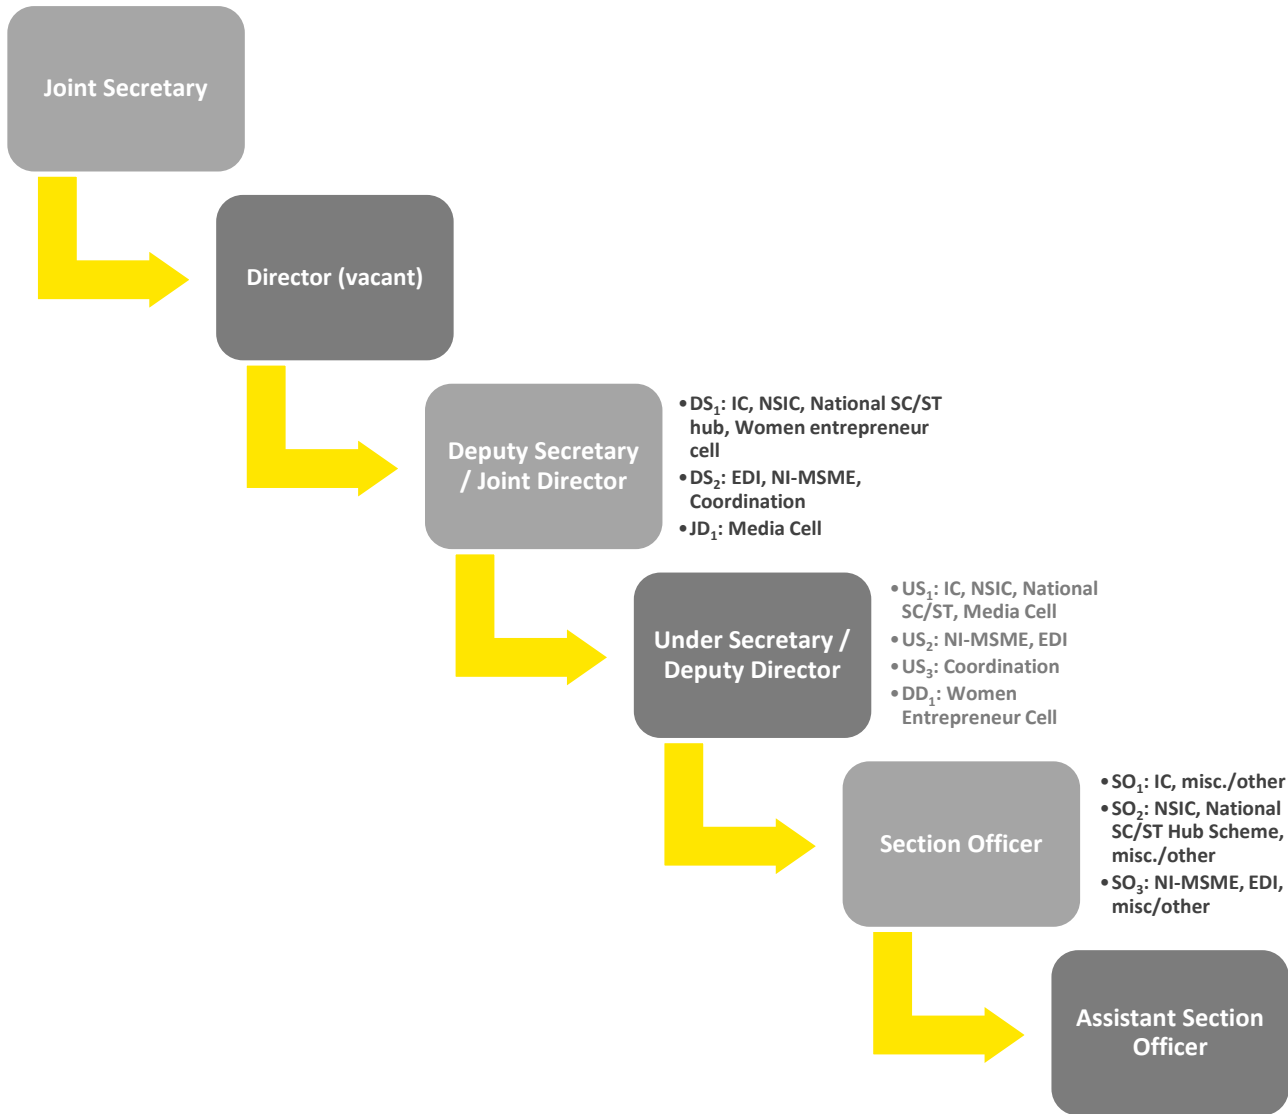 Joint Secretary
Director (vacant)
Deputy Secretary
/ Joint Director
•DS₁: IC, NSIC, National SC/ST
hub, Women entrepreneur
cell
•DS₂: EDI, NI-MSME,
Coordination
•JD₁: Media Cell
Under Secretary /
Deputy Director
•US₁: IC, NSIC, National
SC/ST, Media Cell
•US₂: NI-MSME, EDI
•US₃: Coordination
•DD₁: Women
Entrepreneur Cell
Section Officer
•SO₁: IC, misc./other
•SO₂: NSIC, National
SC/ST Hub Scheme,
misc./other
•SO₃: NI-MSME, EDI,
misc/other
Assistant Section
Officer